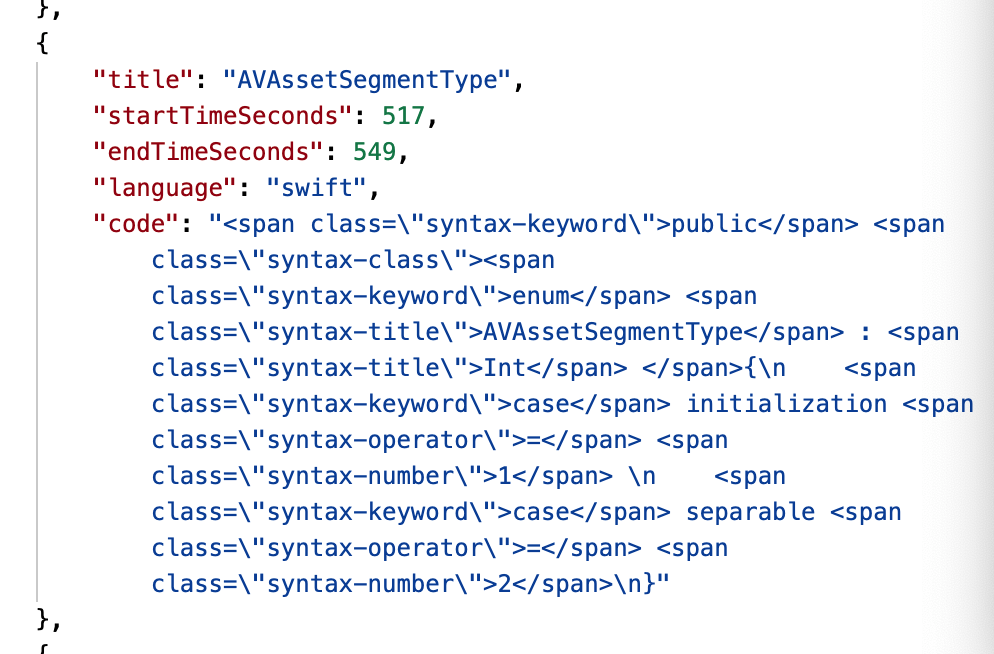 },
{
"title": "AVAssetSegmentType",
"startTimeSeconds": 517,
"endTimeSeconds": 549,
"language": "swift",
"code": "<span class=\"syntax-keyword\">public</span> <span
class=\"syntax-class\"><span
class=\"syntax-keyword\">enum</span> <span
class=\"syntax-title\">AVAssetSegmentType</span> : <span
class=\"syntax-title\">Int</span> </span>{\n    <span
class=\"syntax-keyword\">case</span> initialization <span
class=\"syntax-operator\">=</span> <span
class=\"syntax-number\">1</span> \n    <span
class=\"syntax-keyword\">case</span> separable <span
class=\"syntax-operator\">=</span> <span
class=\"syntax-number\">2</span>\n}"
},
{